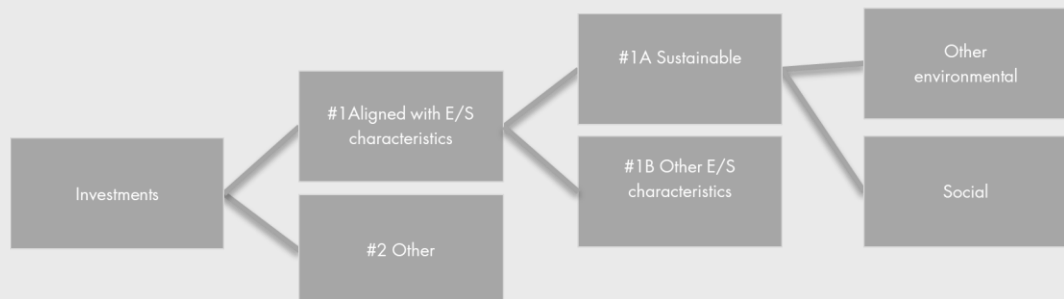 Investments
#1Aligned with E/S
characteristics
#2 Other
#1A Sustainable
#1B Other E/S
characteristics
Other
environmental
Social